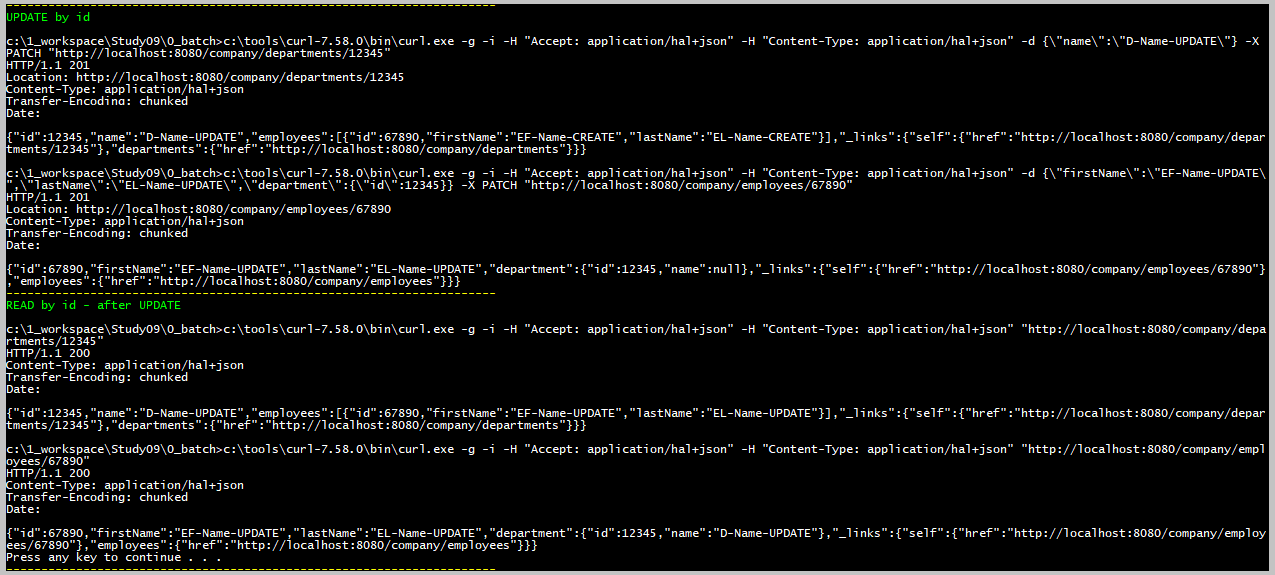 ----------------------------------------------------------------------
UPDATE by id
c:\1_workspace\Study09\0_batch>c:\tools\curl-7.58.0\bin\curl.exe -g -i -H "Accept: application/hal+json" -H "Content-Type: application/hal+json" -d {\"name\":\"D-Name-UPDATE\"} -X
PATCH "http://localhost:8080/company/departments/12345"
HTTP/1.1 201
Location: http://localhost:8080/company/departments/12345
Content-Type: application/hal+json
Transfer-Encoding: chunked
Date:
{"id":12345,"name":"D-Name-UPDATE","employees":[{"id":67890,"firstName":"EF-Name-CREATE","lastName":"EL-Name-CREATE"}],"_links":{"self":{"href":"http://localhost:8080/company/depar
tments/12345"},"departments":{"href":"http://localhost:8080/company/departments"}}}
c:\1_workspace\Study09\0_batch>c:\tools\curl-7.58.0\bin\curl.exe -g -i -H "Accept: application/hal+json" -H "Content-Type: application/hal+json" -d {\"firstName\":\"EF-Name-UPDATE\
",\"lastName\":\"EL-Name-UPDATE\",\"department\":{\"id\":12345}} -X PATCH "http://localhost:8080/company/employees/67890"
HTTP/1.1 201
Location: http://localhost:8080/company/employees/67890
Content-Type: application/hal+json
Transfer-Encoding: chunked
Date:
{"id":67890,"firstName":"EF-Name-UPDATE","lastName":"EL-Name-UPDATE","department":{"id":12345,"name":null},"_links":{"self":{"href":"http://localhost:8080/company/employees/67890"}
,"employees":{"href":"http://localhost:8080/company/employees"}}}
----------------------------------------------------------------------
READ by id - after UPDATE
c:\1_workspace\Study09\0_batch>c:\tools\curl-7.58.0\bin\curl.exe -g -i -H "Accept: application/hal+json" -H "Content-Type: application/hal+json" "http://localhost:8080/company/depa
rtments/12345"
HTTP/1.1 200
Content-Type: application/hal+json
Transfer-Encoding: chunked
Date:
{"id":12345,"name":"D-Name-UPDATE","employees":[{"id":67890,"firstName":"EF-Name-UPDATE","lastName":"EL-Name-UPDATE"}],"_links":{"self":{"href":"http://localhost:8080/company/depar
tments/12345"},"departments":{"href":"http://localhost:8080/company/departments"}}}
c:\1_workspace\Study09\0_batch>c:\tools\curl-7.58.0\bin\curl.exe -g -i -H "Accept: application/hal+json" -H "Content-Type: application/hal+json" "http://localhost:8080/company/empl
oyees/67890"
HTTP/1.1 200
Content-Type: application/hal+json
Transfer-Encoding: chunked
Date:
{"id":67890,"firstName":"EF-Name-UPDATE","lastName":"EL-Name-UPDATE","department":{"id":12345,"name":"D-Name-UPDATE"},"_links":{"self":{"href":"http://localhost:8080/company/employ
ees/67890"},"employees":{"href":"http://localhost:8080/company/employees"}}}
Press any key to continue . . .
----------------------------------------------------------------------